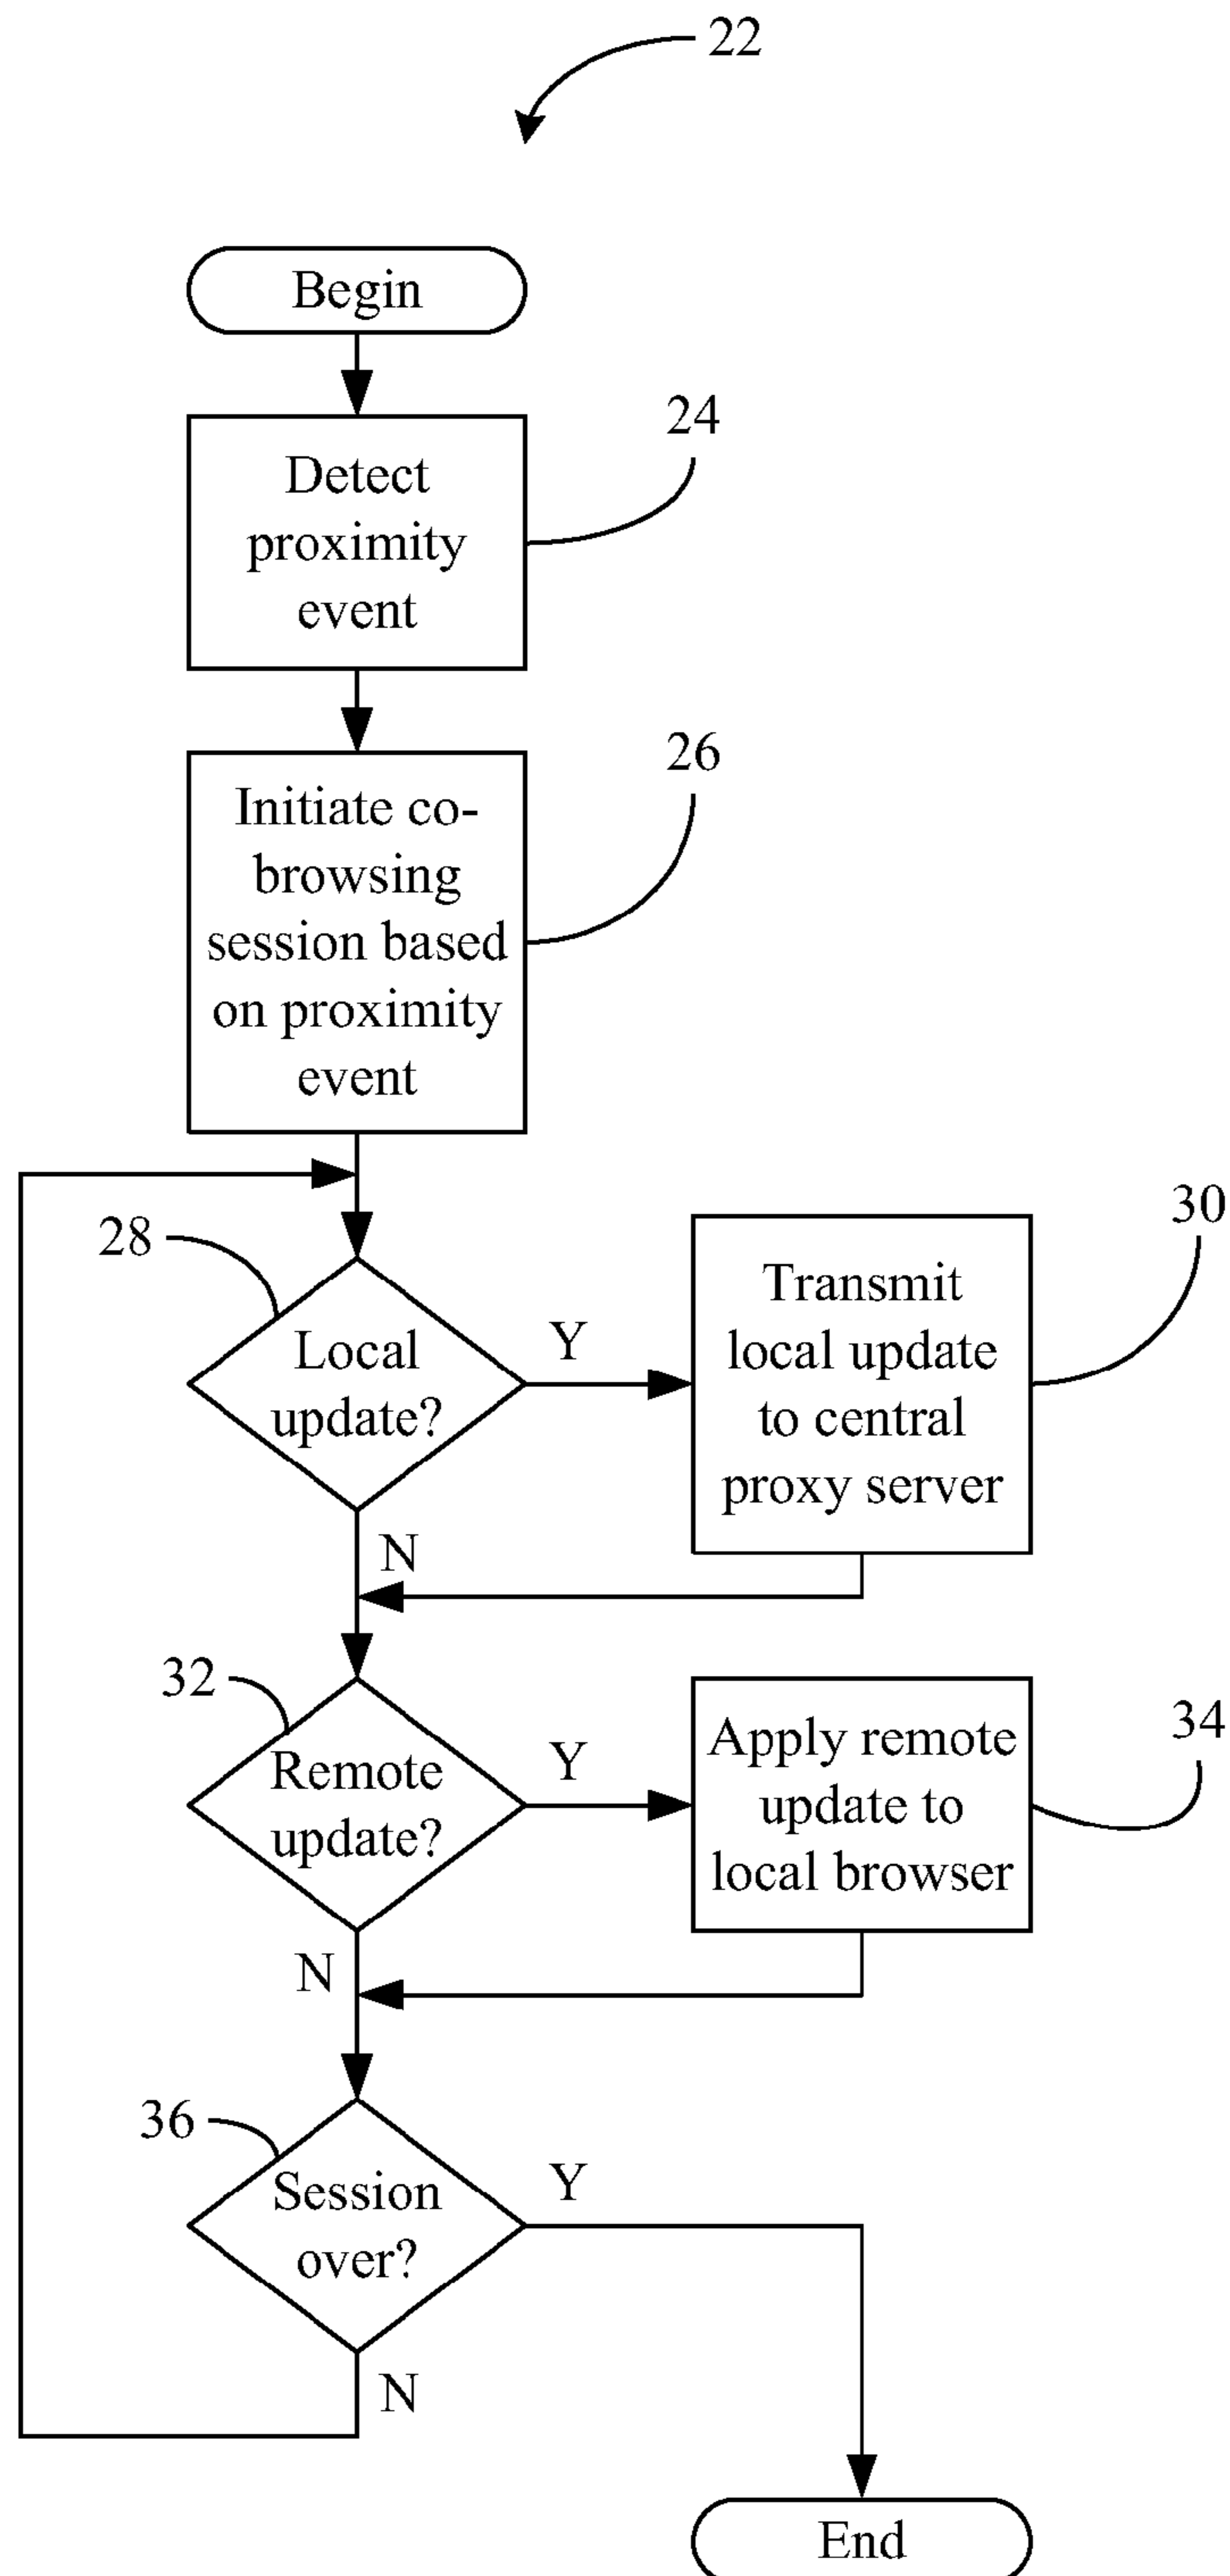 22
Begin
24
Detect
proximity
event
26
Initiate co-
browsing
session based
on proximity
event
28
Local
update?
Y
N
30
Transmit
local update
to central
proxy server
32
Remote
update?
Y
N
34
Apply remote
update to
local browser
36
Session
over?
Y
N
End